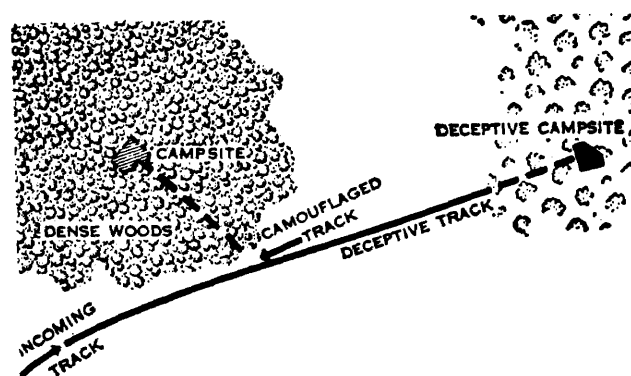 DECEPTIVE CAMPSITE
CAMPSITE
DENSE WOODS
CAMOUFLAGED
TRACK
DECEPTIVE TRACK
INCOMING
TRACK